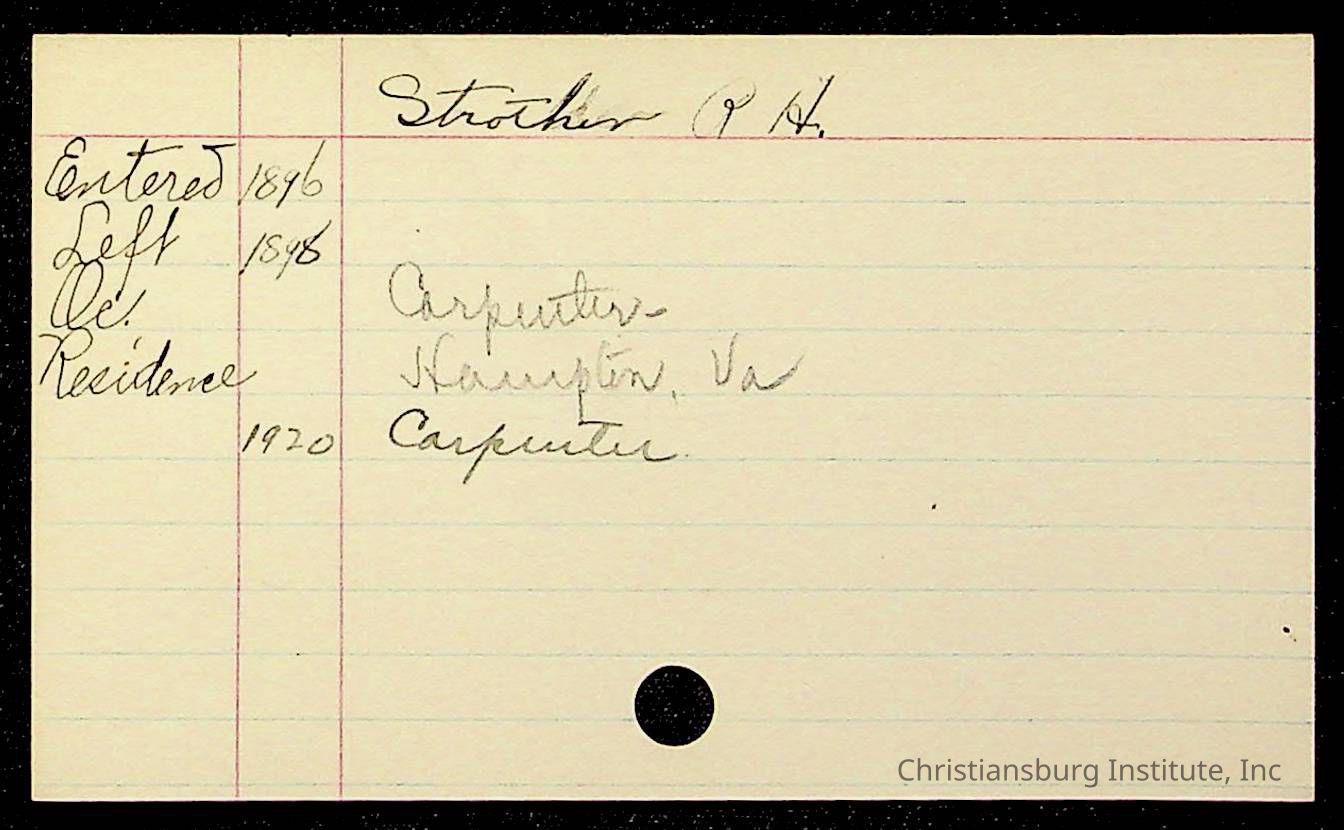 Strother R H.
Entered 1896
Left 1898
Oc. Carpenter
Residence Hampton, Va
1920 Carpenter
Christiansburg Institute, Inc